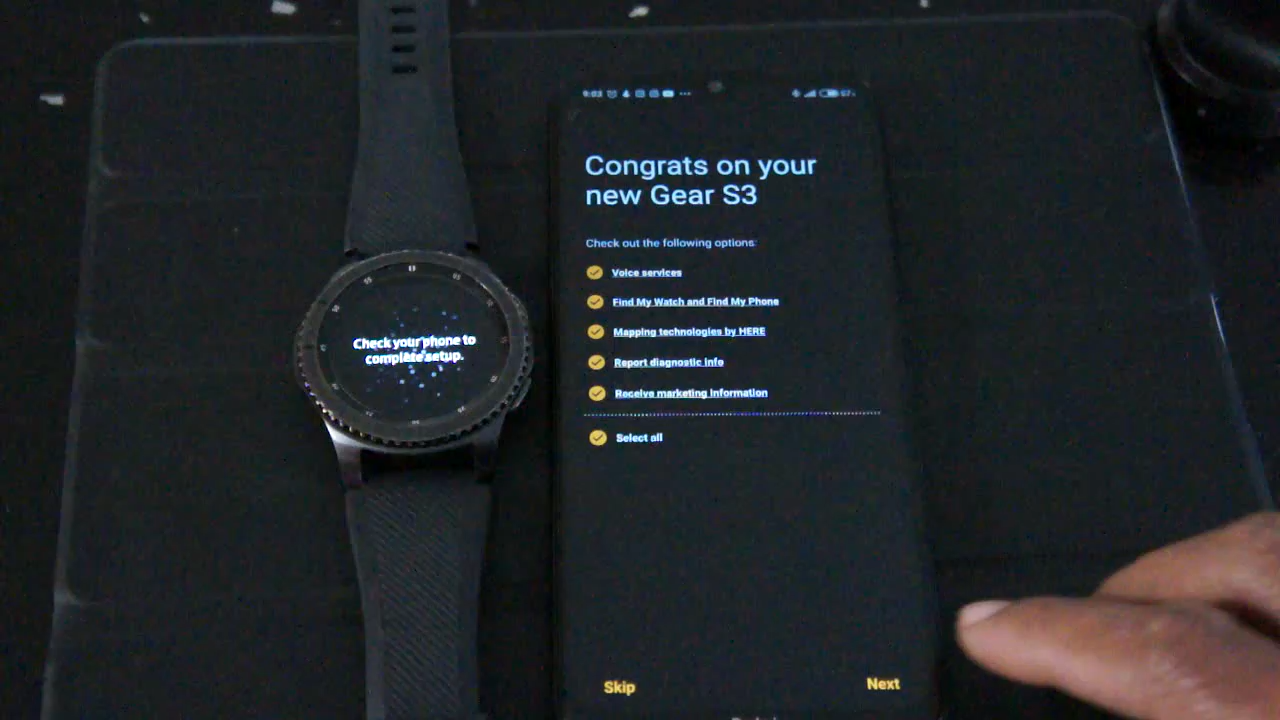 9:03
Congrats on your
new Gear S3
Check out the following options:
Voice services
Find My Watch and Find My Phone
Mapping technologies by HERE
Report diagnostic info
Receive marketing information
Select all
Skip
Next
Check your phone to
complete setup.